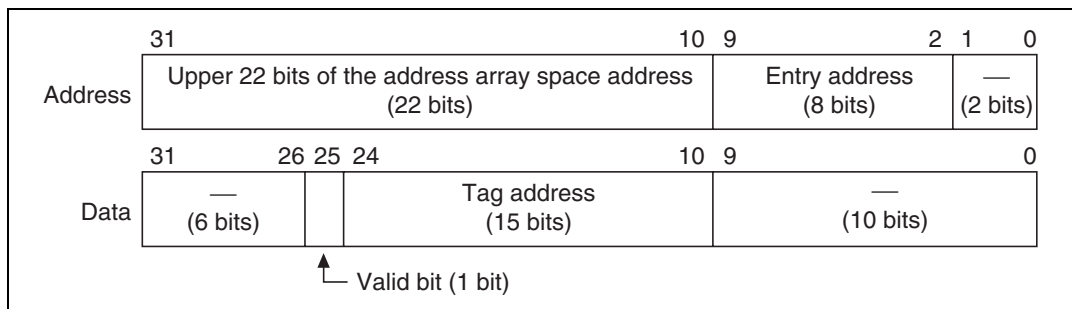 31 10 9 2 1 0
Address Upper 22 bits of the address array space address Entry address —
(22 bits) (8 bits) (2 bits)
31 26 25 24 10 9 0
Data — Tag address —
(6 bits) (15 bits) (10 bits)
Valid bit (1 bit)